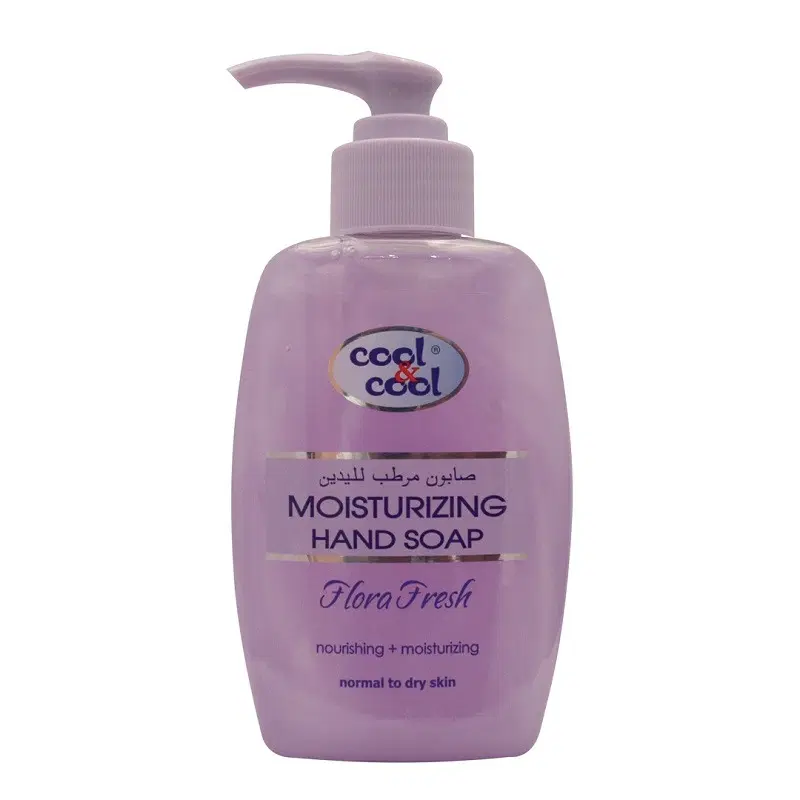 cool®
&
cool
صابون مرطب لليدين
MOISTURIZING
HAND SOAP
Flora Fresh
nourishing + moisturizing
normal to dry skin